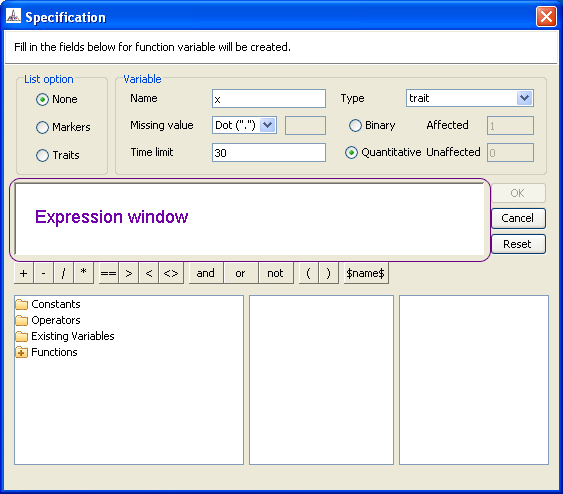 Specification
Fill in the fields below for function variable will be created.
List option
None
Markers
Traits
Variable
Name x Type trait
Missing value Dot (".") Binary Affected 1
Time limit 30 Quantitative Unaffected 0
Expression window
OK
Cancel
Reset
+ - / * == > < <> and or not ( ) $name$
Constants
Operators
Existing Variables
Functions